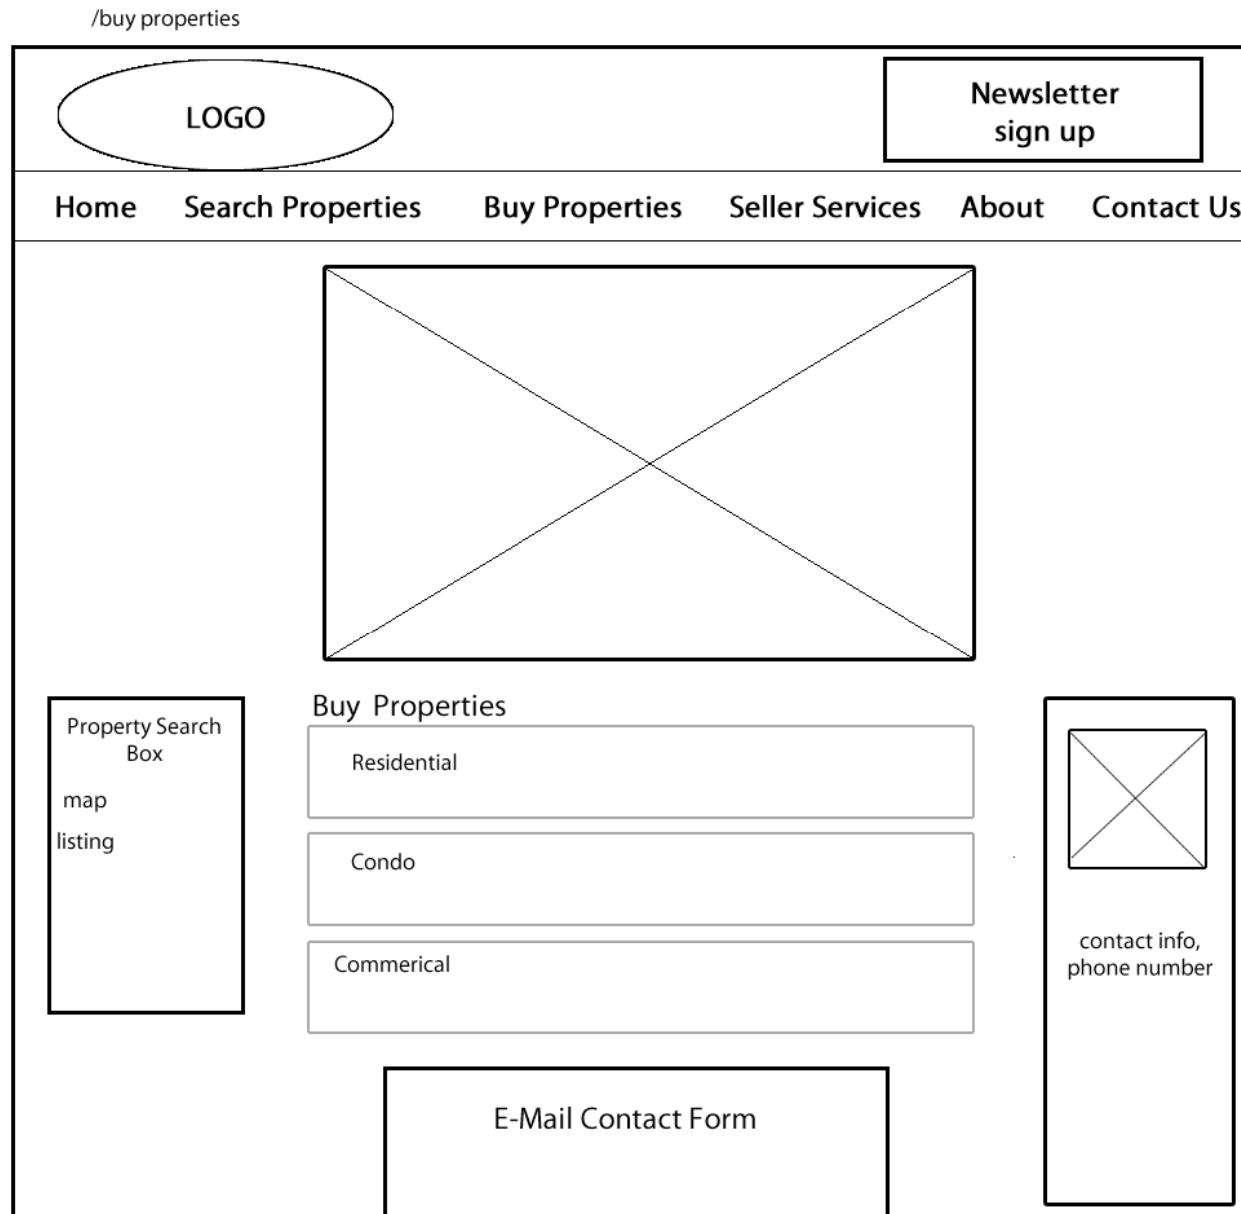 /buy properties
LOGO
Newsletter
sign up
Home Search Properties Buy Properties Seller Services About Contact Us
Buy Properties
Property Search
Box
map
listing
Residential
Condo
Commerical
contact info,
phone number
E-Mail Contact Form